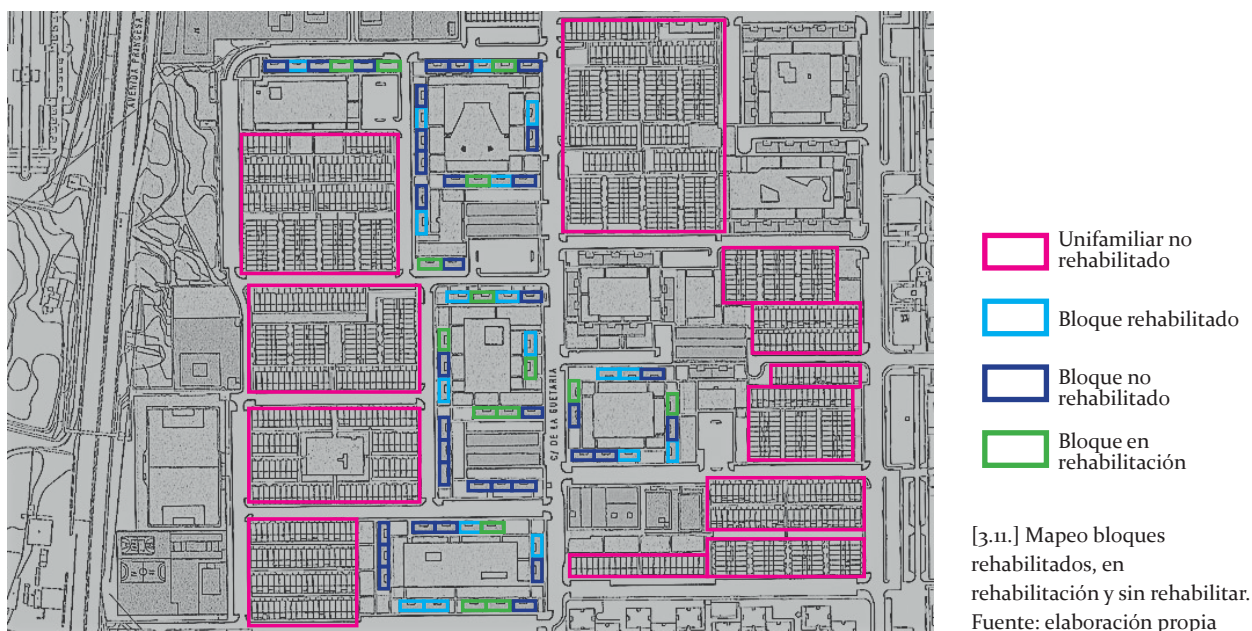 AVENIDA PRINCESA
C/ DE LA GUETARIA
Unifamiliar no
rehabilitado
Bloque rehabilitado
Bloque no
rehabilitado
Bloque en
rehabilitación
[3.11.] Mapeo bloques
rehabilitados, en
rehabilitación y sin rehabilitar.
Fuente: elaboración propia